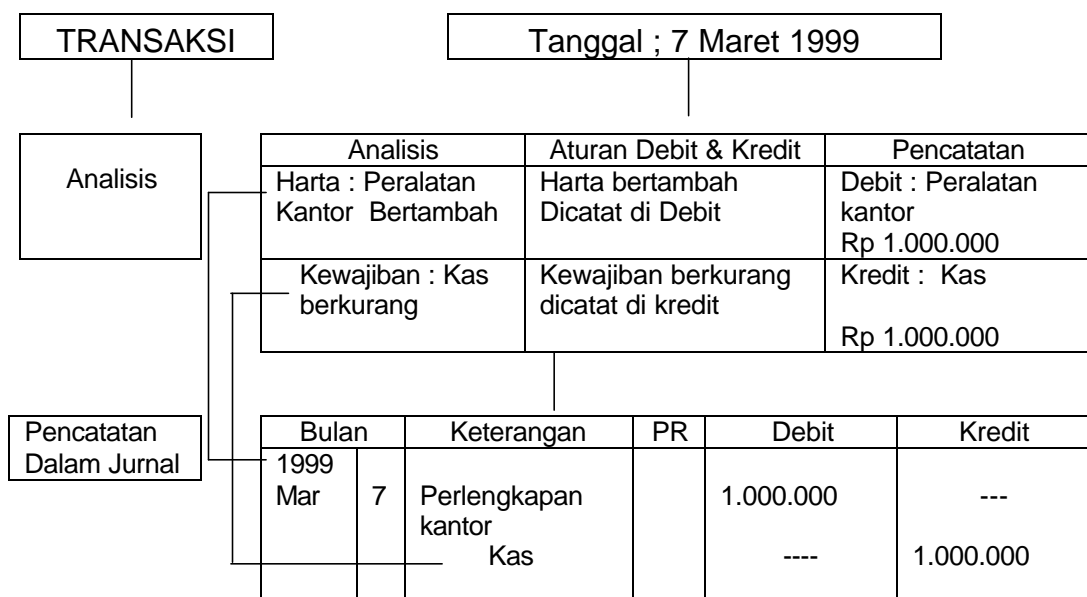 TRANSAKSI
Tanggal ; 7 Maret 1999
Analisis
Analisis Aturan Debit & Kredit Pencatatan
Harta : Peralatan Harta bertambah Debit : Peralatan
Kantor Bertambah Dicatat di Debit kantor
Rp 1.000.000
Kewajiban : Kas Kewajiban berkurang Kredit : Kas
berkurang dicatat di kredit
Rp 1.000.000
Pencatatan
Dalam Jurnal
Bulan Keterangan PR Debit Kredit
1999
Mar 7 Perlengkapan 1.000.000 ---
kantor
Kas ---- 1.000.000